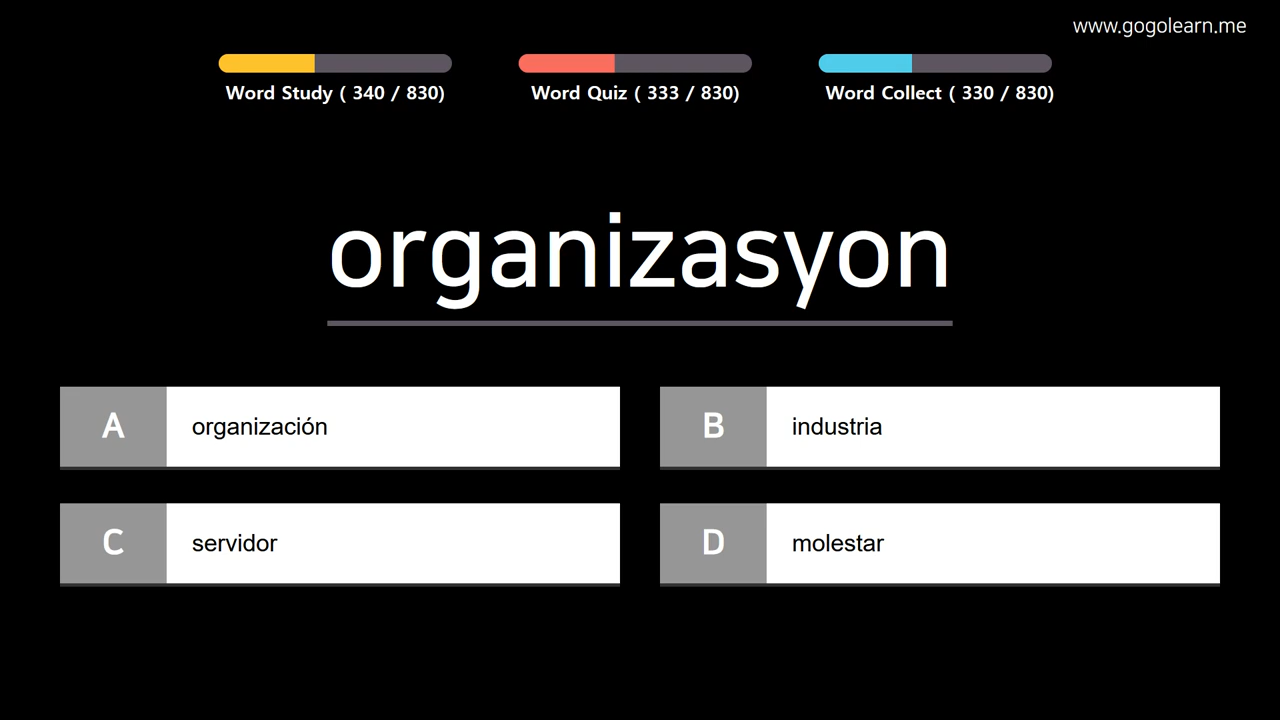 www.gogolearn.me
Word Study ( 340 / 830)
Word Quiz ( 333 / 830)
Word Collect ( 330 / 830)
organizasyon
A organización
B industria
C servidor
D molestar